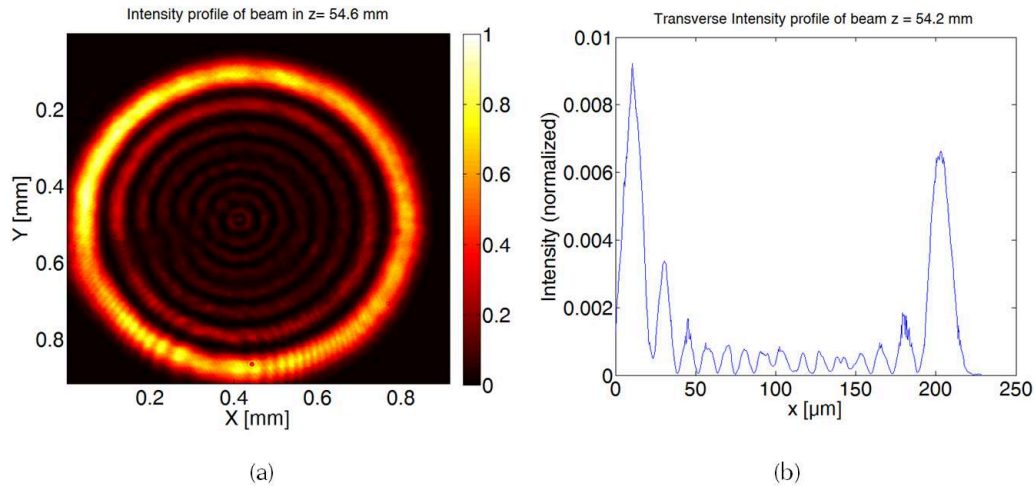 Intensity profile of beam in z= 54.6 mm
1
0.8
0.6
0.4
0.2
0
0.2
0.4
0.6
0.8
Y [mm]
0.2 0.4 0.6 0.8
X [mm]
(a)
Transverse Intensity profile of beam z = 54.2 mm
0.01
0.008
0.006
0.004
0.002
0
Intensity (normalized)
0 50 100 150 200 250
x [µm]
(b)